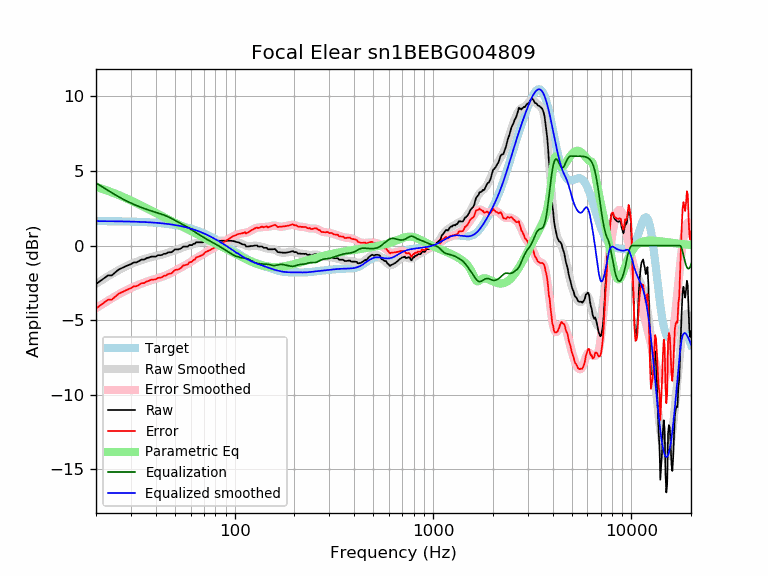 Focal Elear sn1BEBG004809
Amplitude (dBr)
10
5
0
−5
−10
−15
Target
Raw Smoothed
Error Smoothed
Raw
Error
Parametric Eq
Equalization
Equalized smoothed
100 1000 10000
Frequency (Hz)